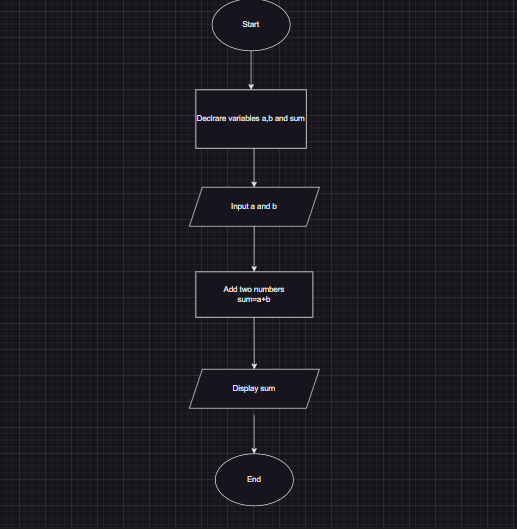 Start
Declrare variables a,b and sum
Input a and b
Add two numbers
sum=a+b
Display sum
End